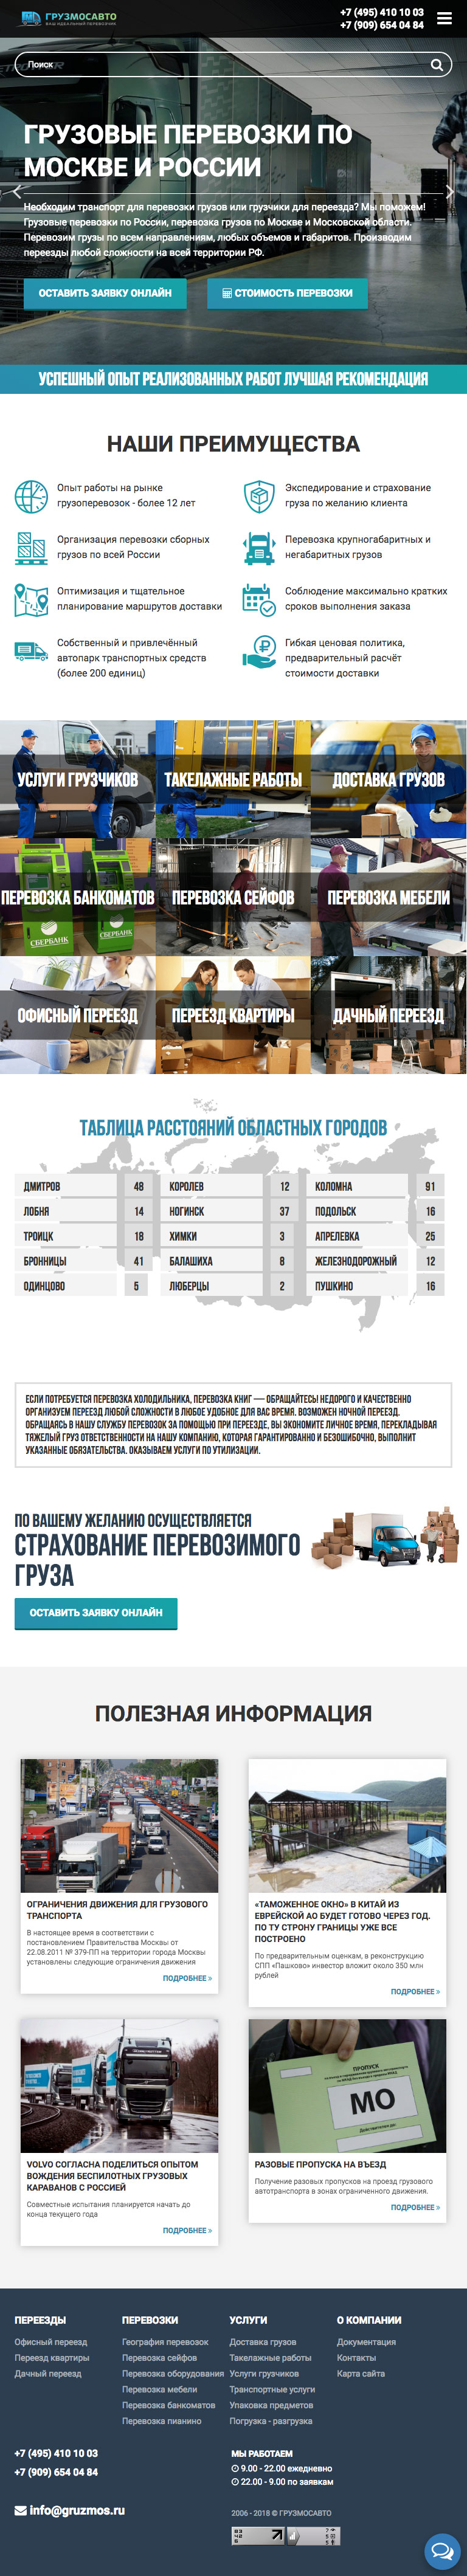 ГРУЗМОСАВТО
ВАШ ИДЕАЛЬНЫЙ ПЕРЕВОЗЧИК
+7 (495) 410 10 03
+7 (909) 654 04 84
Поиск
ГРУЗОВЫЕ ПЕРЕВОЗКИ ПО
МОСКВЕ И РОССИИ
Необходим транспорт для перевозки грузов или грузчики для переезда? Мы поможем!
Грузовые перевозки по России, перевозка грузов по Москве и Московской области.
Перевозим грузы по всем направлениям, любых объемов и габаритов. Производим
переезды любой сложности на всей территории РФ.
ОСТАВИТЬ ЗАЯВКУ ОНЛАЙН
СТОИМОСТЬ ПЕРЕВОЗКИ
УСПЕШНЫЙ ОПЫТ РЕАЛИЗОВАННЫХ РАБОТ ЛУЧШАЯ РЕКОМЕНДАЦИЯ
НАШИ ПРЕИМУЩЕСТВА
Опыт работы на рынке
грузоперевозок - более 12 лет
Экспедирование и страхование
груза по желанию клиента
Организация перевозки сборных
грузов по всей России
Перевозка крупногабаритных и
негабаритных грузов
Оптимизация и тщательное
планирование маршрутов доставки
Соблюдение максимально кратких
сроков выполнения заказа
Собственный и привлечённый
автопарк транспортных средств
(более 200 единиц)
Гибкая ценовая политика,
предварительный расчёт
стоимости доставки
УСЛУГИ ГРУЗЧИКОВ
ТАКЕЛАЖНЫЕ РАБОТЫ
ДОСТАВКА ГРУЗОВ
ПЕРЕВОЗКА БАНКОМАТОВ
ПЕРЕВОЗКА СЕЙФОВ
ПЕРЕВОЗКА МЕБЕЛИ
СБЕРБАНК
СБЕРБАНК
ОФИСНЫЙ ПЕРЕЕЗД
ПЕРЕЕЗД КВАРТИРЫ
ДАЧНЫЙ ПЕРЕЕЗД
ТАБЛИЦА РАССТОЯНИЙ ОБЛАСТНЫХ ГОРОДОВ
ДМИТРОВ 48 КОРОЛЕВ 12 КОЛОМНА 91
ЛОБНЯ 14 НОГИНСК 37 ПОДОЛЬСК 16
ТРОИЦК 18 ХИМКИ 3 АПРЕЛЕВКА 25
БРОННИЦЫ 41 БАЛАШИХА 8 ЖЕЛЕЗНОДОРОЖНЫЙ 12
ОДИНЦОВО 5 ЛЮБЕРЦЫ 2 ПУШКИНО 16
ЕСЛИ ПОТРЕБУЕТСЯ ПЕРЕВОЗКА ХОЛОДИЛЬНИКА, ПЕРЕВОЗКА КНИГ — ОБРАЩАЙТЕСЬ! НЕДОРОГО И КАЧЕСТВЕННО
ОРГАНИЗУЕМ ПЕРЕЕЗД ЛЮБОЙ СЛОЖНОСТИ В ЛЮБОЕ УДОБНОЕ ДЛЯ ВАС ВРЕМЯ. ВОЗМОЖЕН НОЧНОЙ ПЕРЕЕЗД.
ОБРАЩАЯСЬ В НАШУ СЛУЖБУ ПЕРЕВОЗОК ЗА ПОМОЩЬЮ ПРИ ПЕРЕЕЗДЕ, ВЫ ЭКОНОМИТЕ ЛИЧНОЕ ВРЕМЯ, ПЕРЕКЛАДЫВАЯ
ТЯЖЕЛЫЙ ГРУЗ ОТВЕТСТВЕННОСТИ НА НАШУ КОМПАНИЮ, КОТОРАЯ ГАРАНТИРОВАННО И БЕЗОШИБОЧНО, ВЫПОЛНИТ
УКАЗАННЫЕ ОБЯЗАТЕЛЬСТВА. ОКАЗЫВАЕМ УСЛУГИ ПО УТИЛИЗАЦИИ.
ПО ВАШЕМУ ЖЕЛАНИЮ ОСУЩЕСТВЛЯЕТСЯ
СТРАХОВАНИЕ ПЕРЕВОЗИМОГО
ГРУЗА
ОСТАВИТЬ ЗАЯВКУ ОНЛАЙН
ПОЛЕЗНАЯ ИНФОРМАЦИЯ
ОГРАНИЧЕНИЯ ДВИЖЕНИЯ ДЛЯ ГРУЗОВОГО
ТРАНСПОРТА
В настоящее время в соответствии с
постановлением Правительства Москвы от
22.08.2011 № 379-ПП на территории города Москвы
установлены следующие ограничения движения
ПОДРОБНЕЕ »
«ТАМОЖЕННОЕ ОКНО» В КИТАЙ ИЗ
ЕВРЕЙСКОЙ АО БУДЕТ ГОТОВО ЧЕРЕЗ ГОД.
ПО ТУ СТОРОНУ ГРАНИЦЫ УЖЕ ВСЕ
ПОСТРОЕНО
По предварительным оценкам, в реконструкцию
СПП «Пашково» инвестор вложит около 350 млн
рублей
ПОДРОБНЕЕ »
VOLVO СОГЛАСНА ПОДЕЛИТЬСЯ ОПЫТОМ
ВОЖДЕНИЯ БЕСПИЛОТНЫХ ГРУЗОВЫХ
КАРАВАНОВ С РОССИЕЙ
Совместные испытания планируется начать до
конца текущего года
ПОДРОБНЕЕ »
ПРОПУСК
МО
РАЗОВЫЕ ПРОПУСКА НА ВЪЕЗД
Получение разовых пропусков на проезд грузового
автотранспорта в зонах ограниченного движения.
ПОДРОБНЕЕ »
ПЕРЕЕЗДЫ
Офисный переезд
Переезд квартиры
Дачный переезд
ПЕРЕВОЗКИ
География перевозок
Перевозка сейфов
Перевозка оборудования
Перевозка мебели
Перевозка банкоматов
Перевозка пианино
УСЛУГИ
Доставка грузов
Такелажные работы
Услуги грузчиков
Транспортные услуги
Упаковка предметов
Погрузка - разгрузка
О КОМПАНИИ
Документация
Контакты
Карта сайта
+7 (495) 410 10 03
+7 (909) 654 04 84
info@gruzmos.ru
МЫ РАБОТАЕМ
9.00 - 22.00 ежедневно
22.00 - 9.00 по заявкам
2006 - 2018 © ГРУЗМОСАВТО